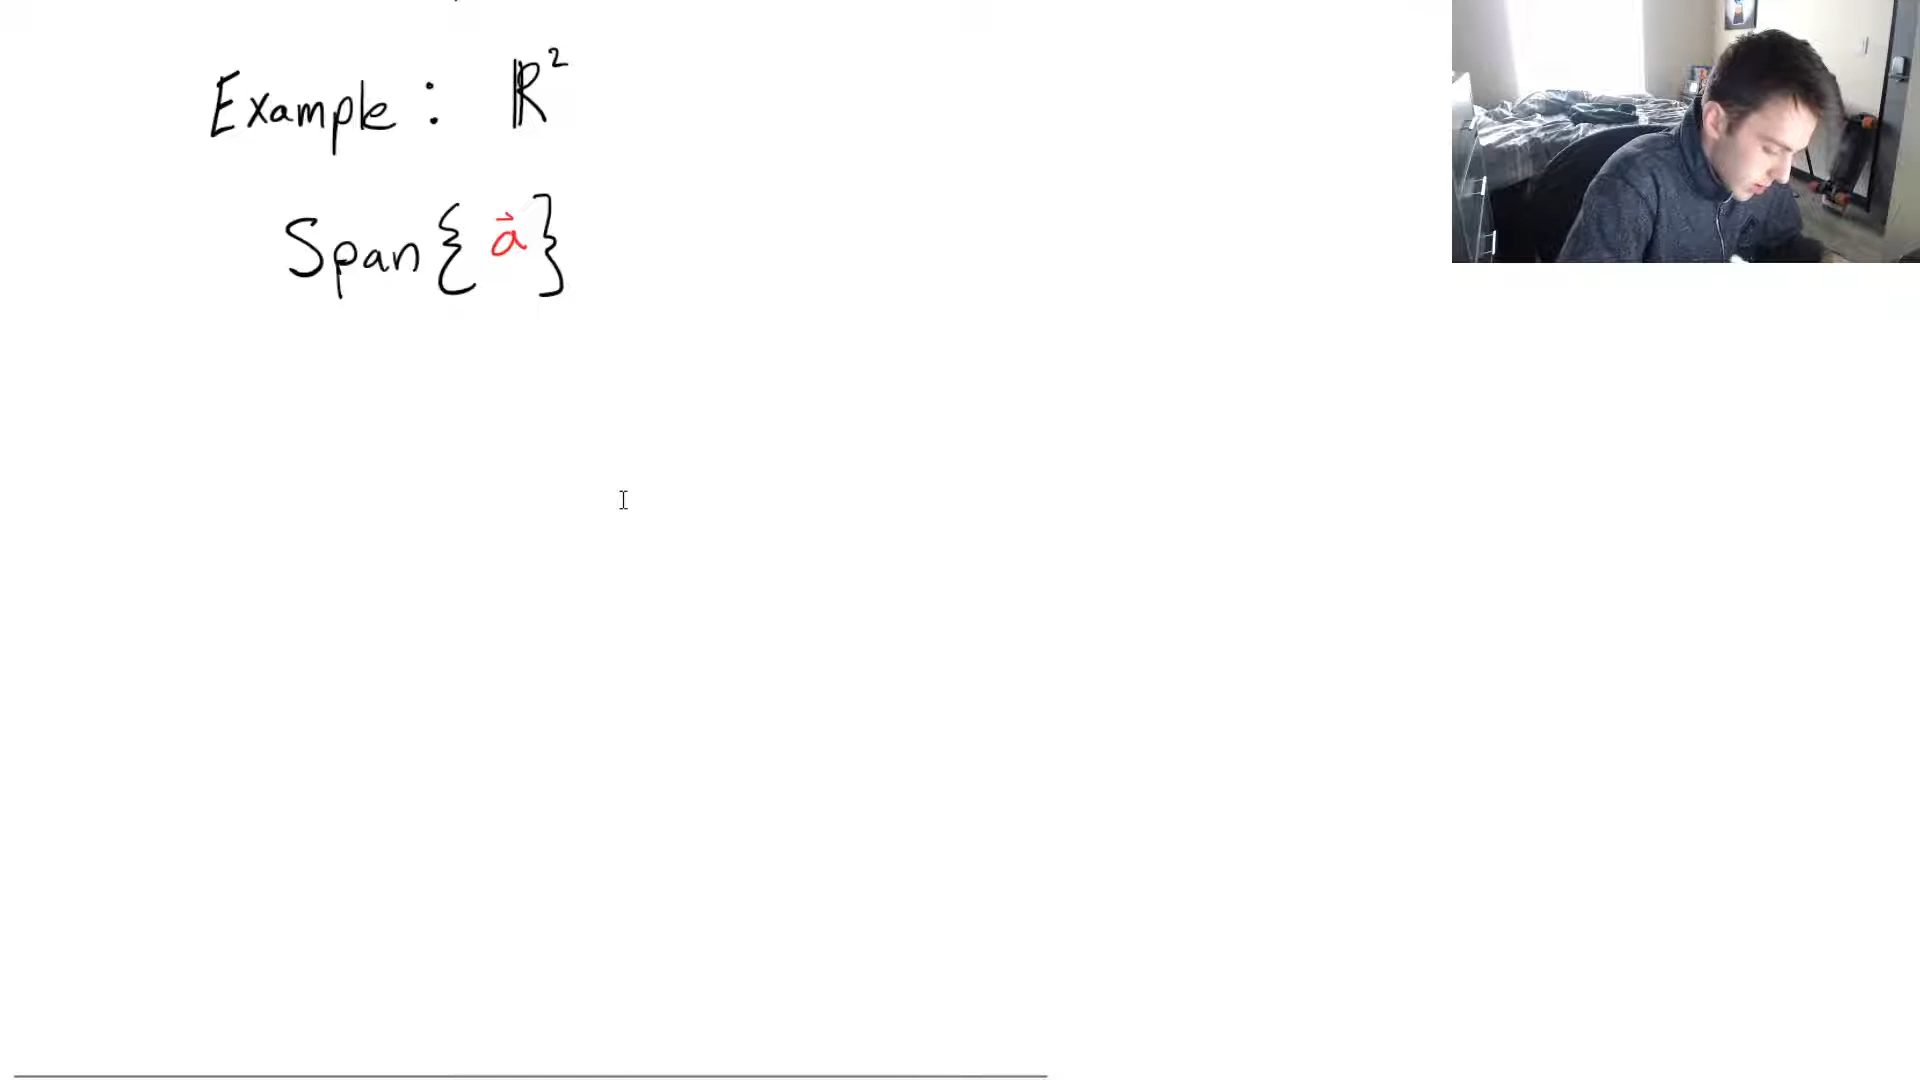 Example: ℝ²
Span{ a⃗ }